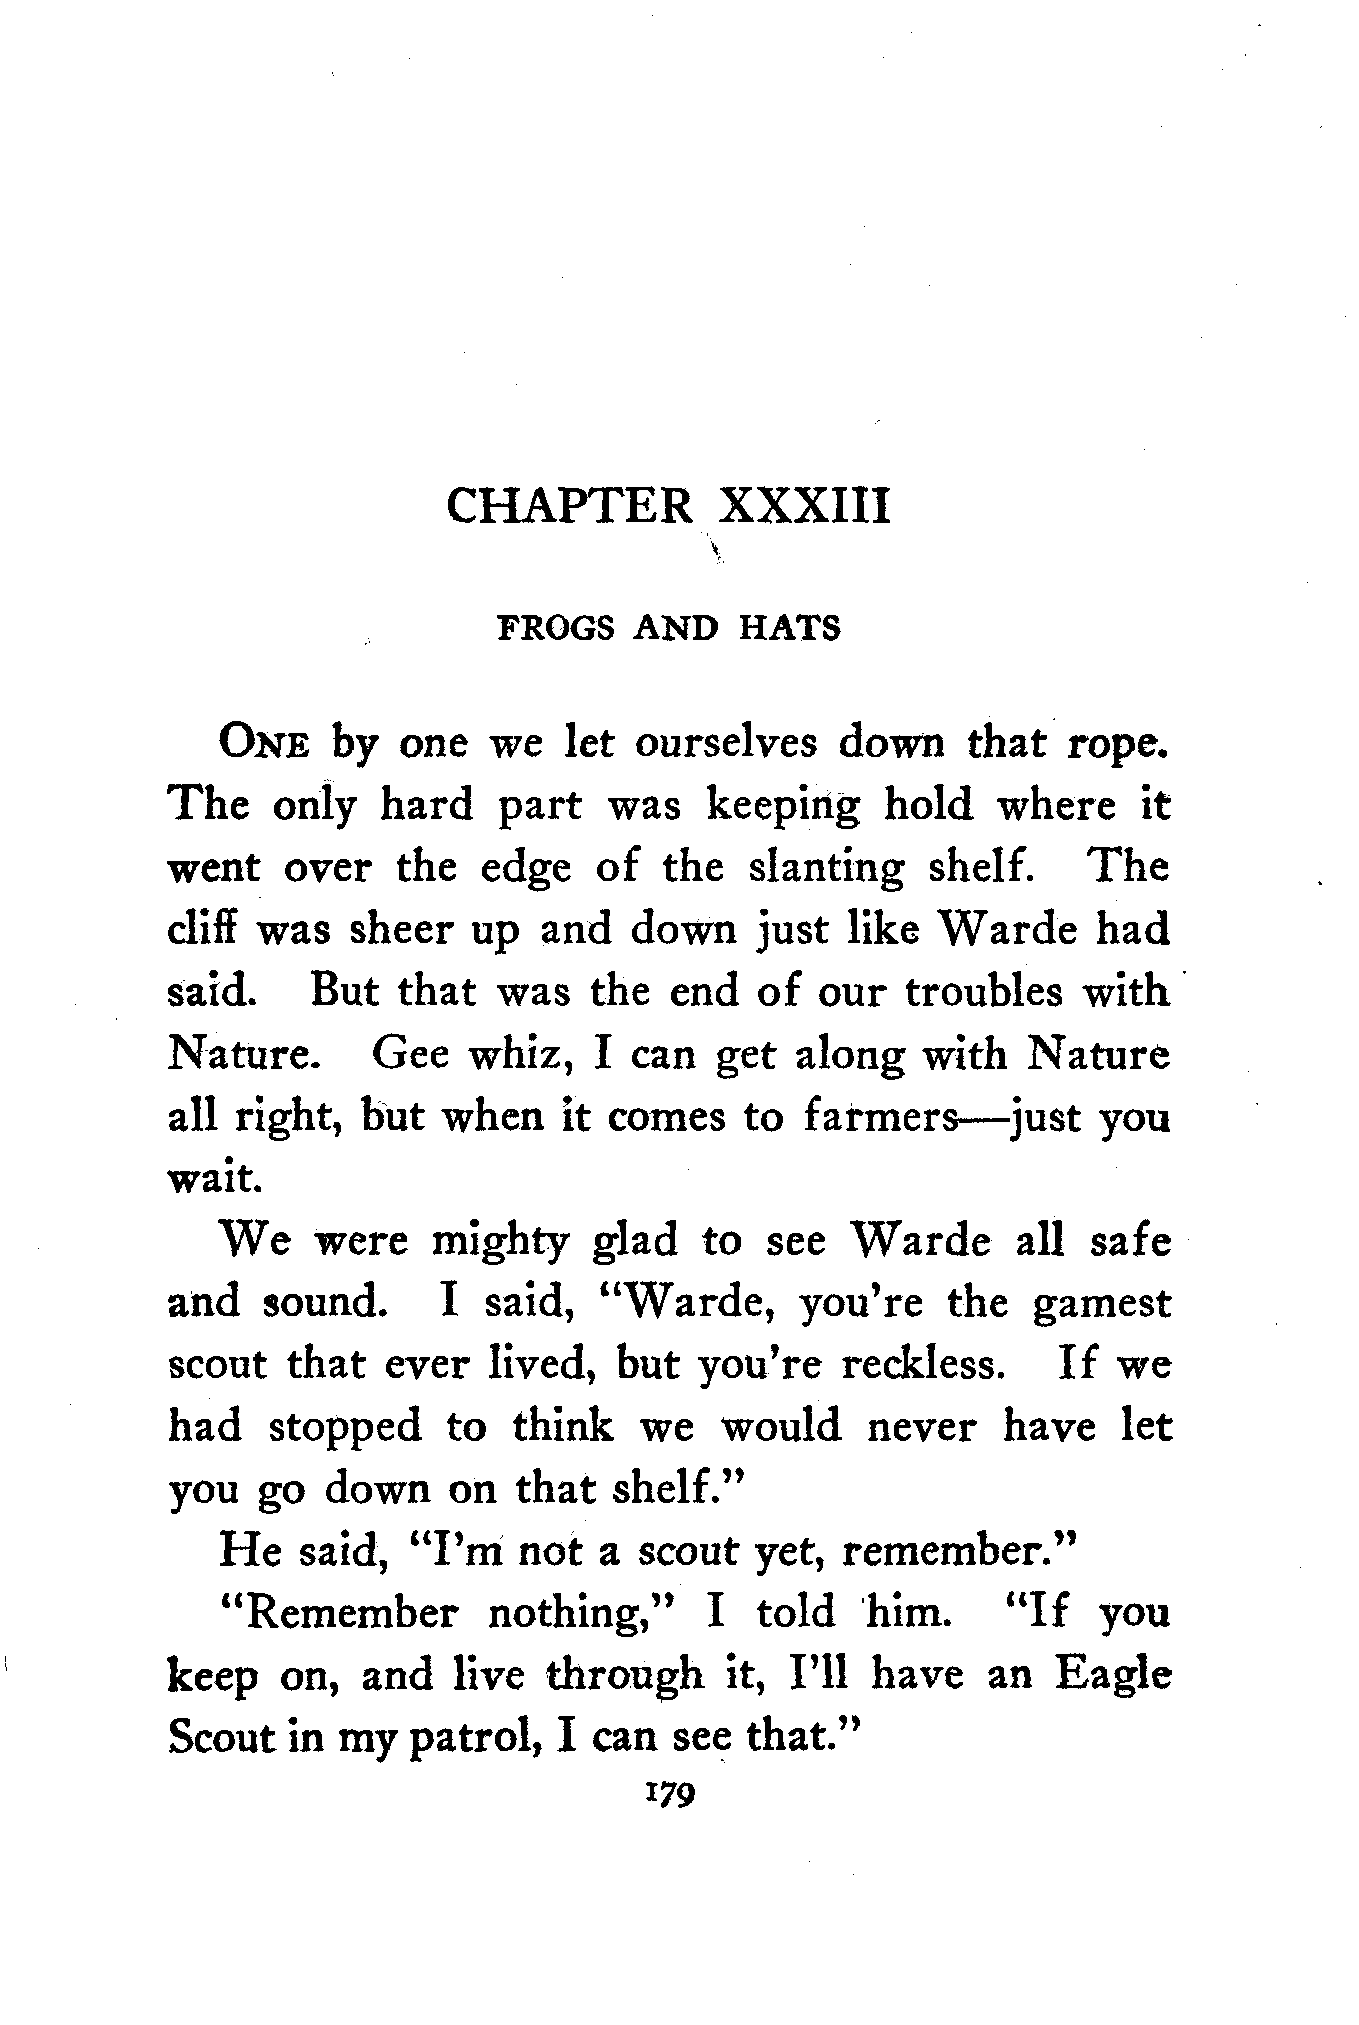 CHAPTER XXXIII
FROGS AND HATS
ONE by one we let ourselves down that rope.
The only hard part was keeping hold where it
went over the edge of the slanting shelf. The
cliff was sheer up and down just like Warde had
said. But that was the end of our troubles with
Nature. Gee whiz, I can get along with Nature
all right, but when it comes to farmers—just you
wait.
We were mighty glad to see Warde all safe
and sound. I said, “Warde, you’re the gamest
scout that ever lived, but you’re reckless. If we
had stopped to think we would never have let
you go down on that shelf.”
He said, “I’m not a scout yet, remember.”
“Remember nothing,” I told him. “If you
keep on, and live through it, I’ll have an Eagle
Scout in my patrol, I can see that.”
179